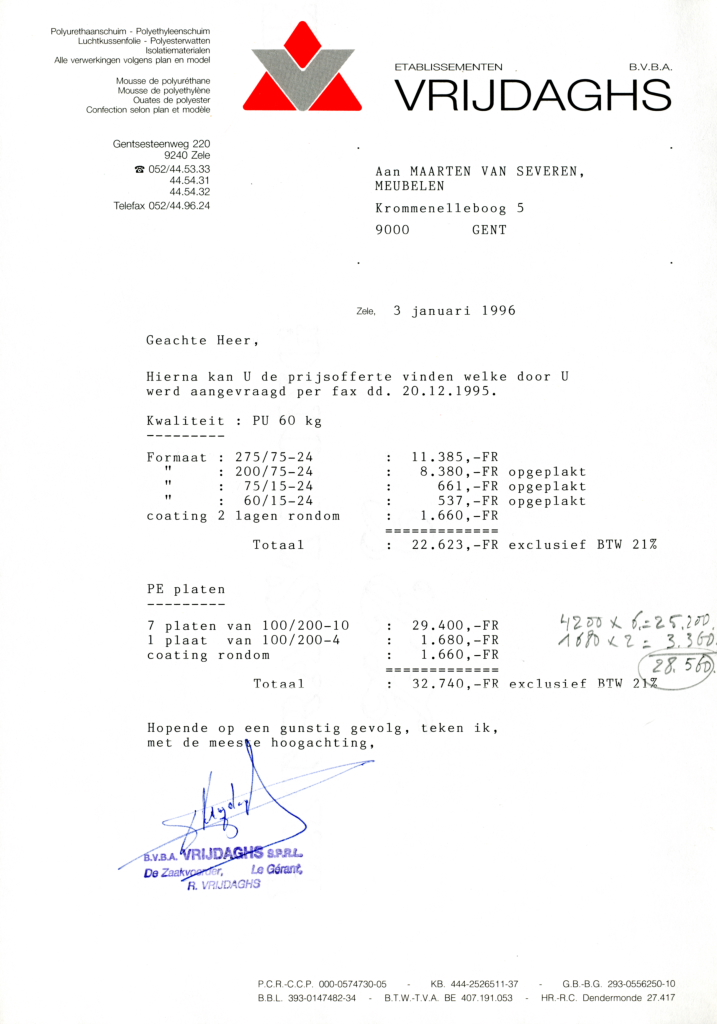 Polyurethaanschuim - Polyethyleenschuim
Luchtkussenfolie - Polyesterwatten
Isolatiematerialen
Alle verwerkingen volgens plan en model
Mousse de polyuréthane
Mousse de polyethylène
Ouates de polyester
Confection selon plan et modèle
ETABLISSEMENTEN B.V.B.A.
VRIJDAGHS
Gentsesteenweg 220
9240 Zele
☎ 052/44.53.33
44.54.31
44.54.32
Telefax 052/44.96.24
Aan MAARTEN VAN SEVEREN,
MEUBELEN
Krommenelleboog 5
9000 GENT
Zele, 3 januari 1996
Geachte Heer,
Hierna kan U de prijsofferte vinden welke door U
werd aangevraagd per fax dd. 20.12.1995.
Kwaliteit : PU 60 kg
---------
Formaat : 275/75-24 : 11.385,-FR
" : 200/75-24 : 8.380,-FR opgeplakt
" : 75/15-24 : 661,-FR opgeplakt
" : 60/15-24 : 537,-FR opgeplakt
coating 2 lagen rondom : 1.660,-FR
=============
Totaal : 22.623,-FR exclusief BTW 21%
PE platen
---------
7 platen van 100/200-10 : 29.400,-FR 4200 x 6 = 25.200.
1 plaat van 100/200-4 : 1.680,-FR 1680 x 2 = 3.360.
coating rondom : 1.660,-FR 28.560.
=============
Totaal : 32.740,-FR exclusief BTW 21%
Hopende op een gunstig gevolg, teken ik,
met de meeste hoogachting,
B.V.B.A. VRIJDAGHS S.P.R.L.
De Zaakvoerder, Le Gérant,
R. VRIJDAGHS
P.C.R.-C.C.P. 000-0574730-05 - KB. 444-2526511-37 - G.B.-B.G. 293-0556250-10
B.B.L. 393-0147482-34 - B.T.W.-T.V.A. BE 407.191.053 - HR.-R.C. Dendermonde 27.417